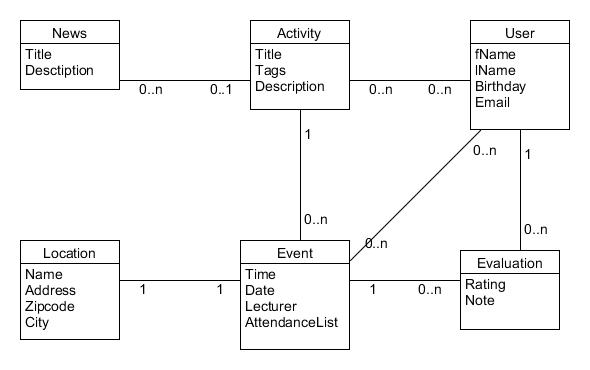 News
Title
Desctiption
0..n
0..1
Activity
Title
Tags
Description
0..n
0..n
User
fName
lName
Birthday
Email
1
0..n
0..n
0..n
1
0..n
Location
Name
Address
Zipcode
City
1
1
Event
Time
Date
Lecturer
AttendanceList
1
0..n
Evaluation
Rating
Note